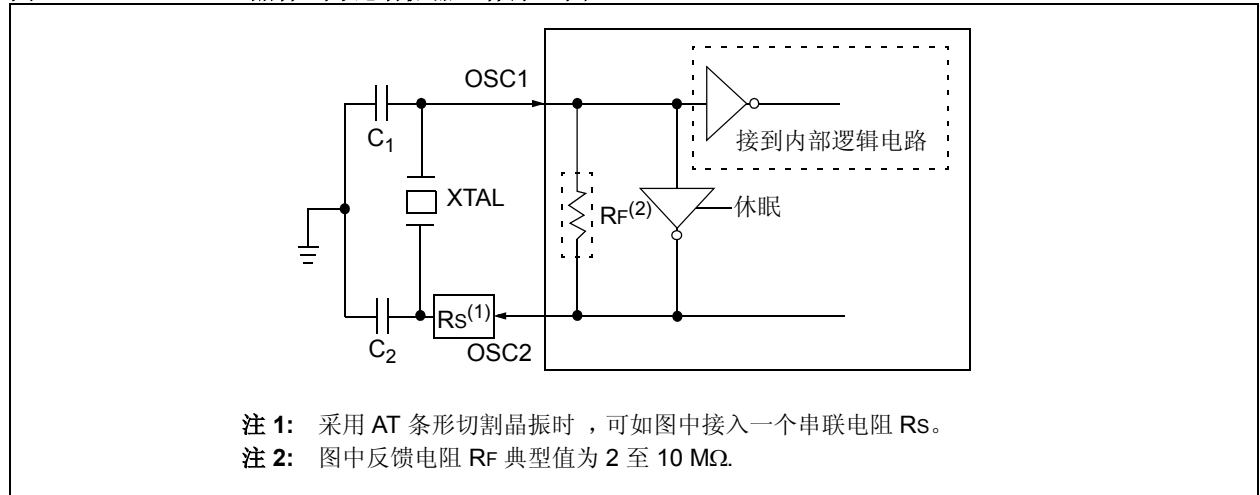 OSC1
C1
接到内部逻辑电路
XTAL
RF(2)
休眠
RS(1)
C2
OSC2
注 1: 采用 AT 条形切割晶振时 ，可如图中接入一个串联电阻 RS。
注 2: 图中反馈电阻 RF 典型值为 2 至 10 MΩ.